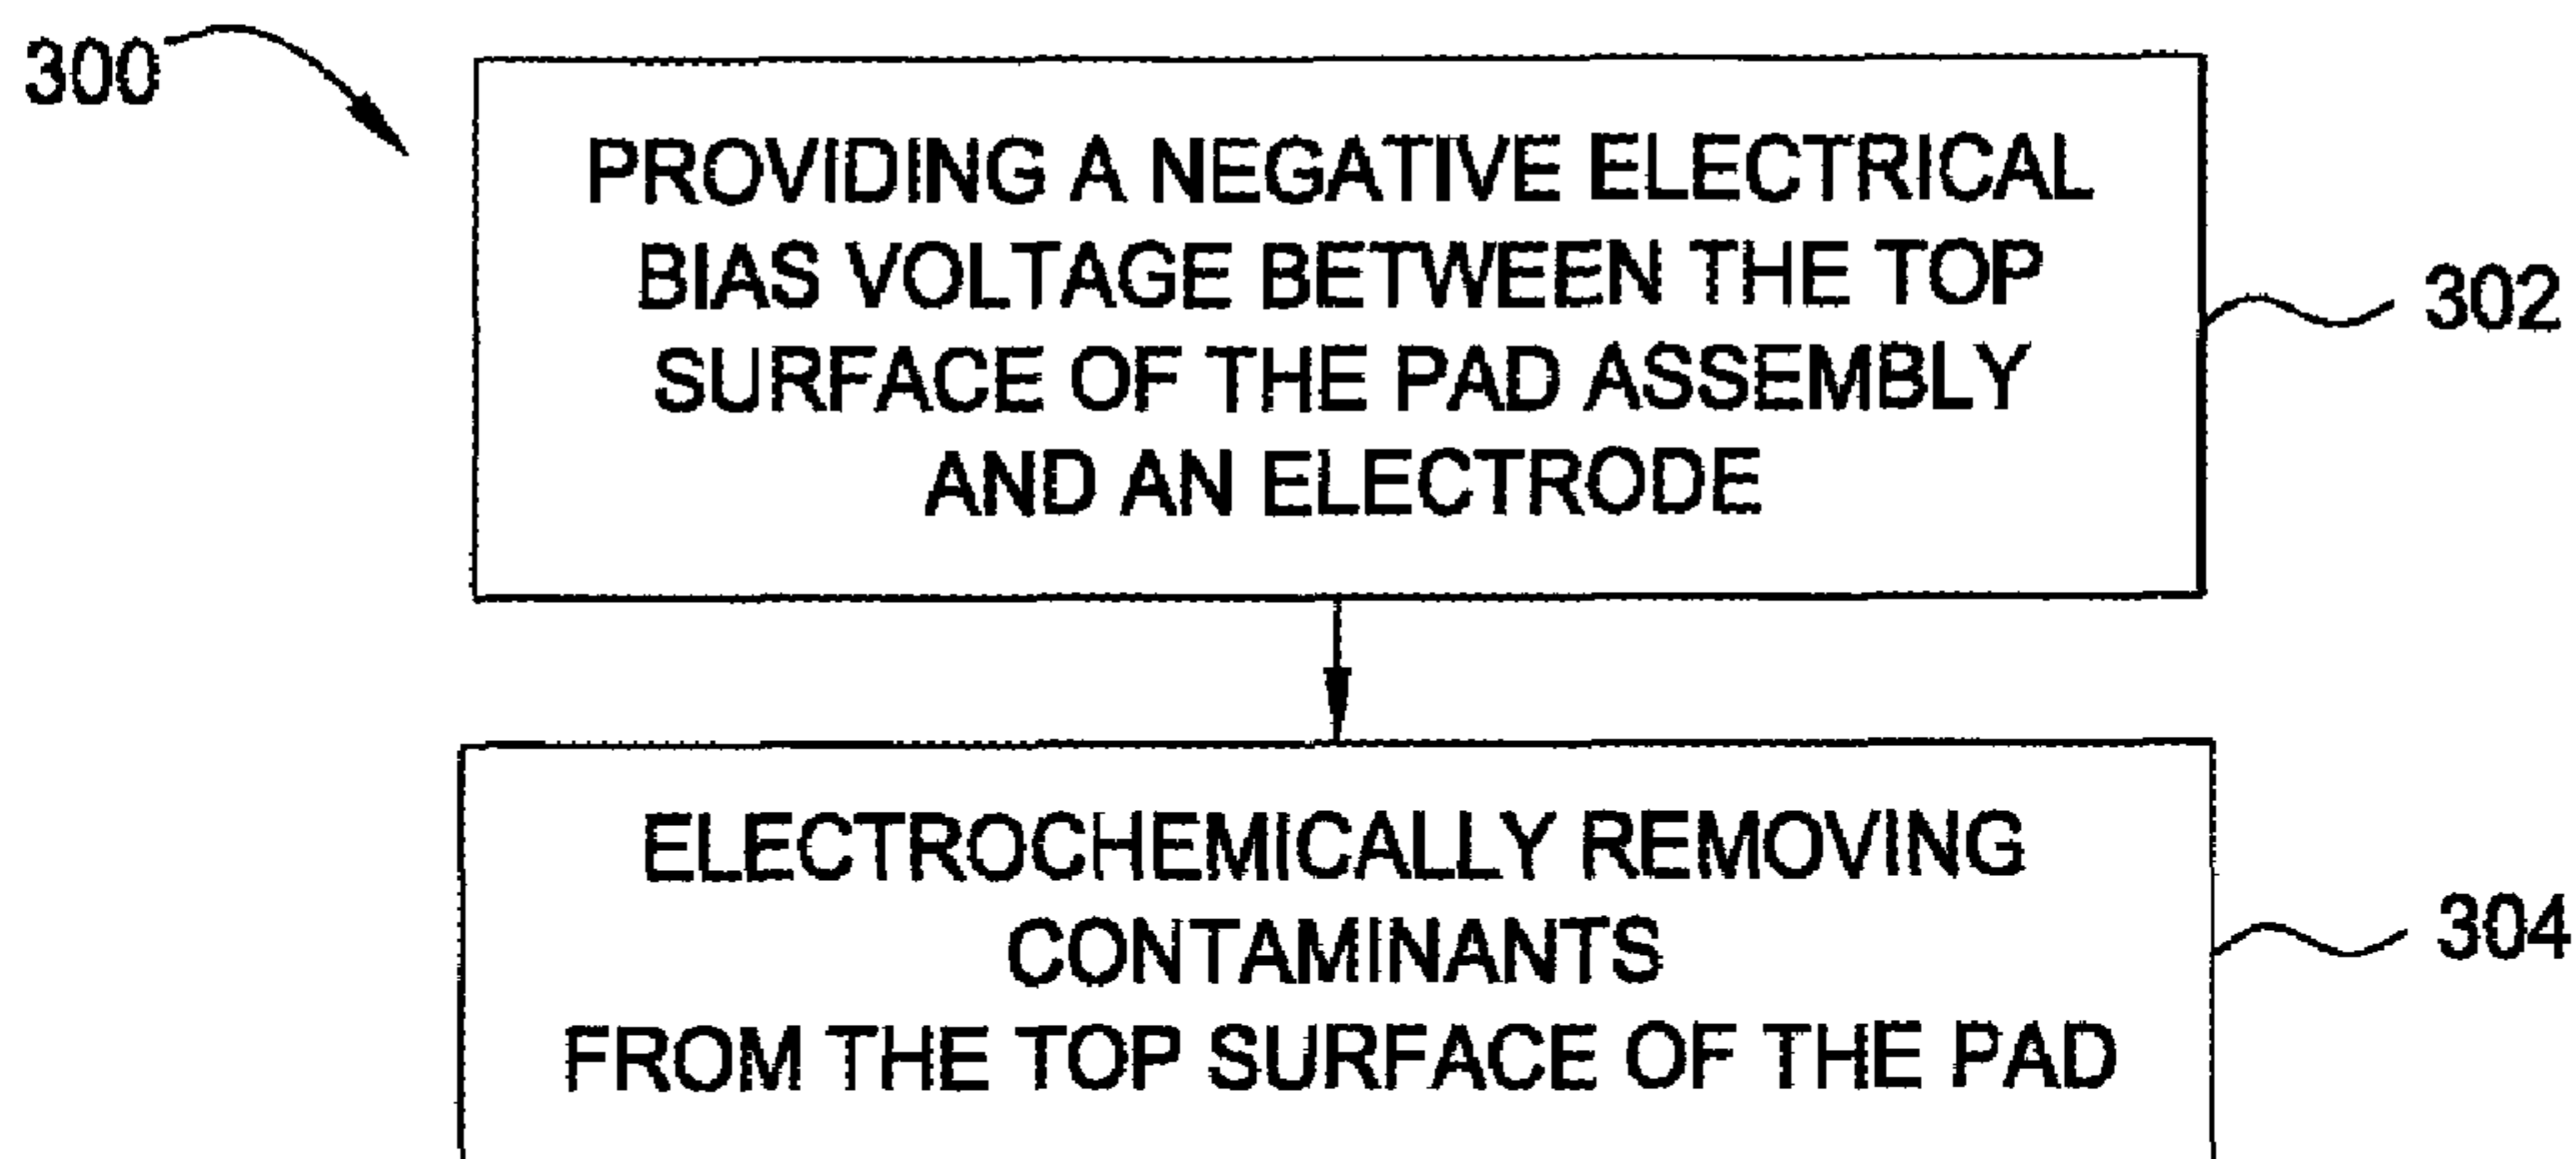 300
PROVIDING A NEGATIVE ELECTRICAL
BIAS VOLTAGE BETWEEN THE TOP
SURFACE OF THE PAD ASSEMBLY
AND AN ELECTRODE
302
ELECTROCHEMICALLY REMOVING
CONTAMINANTS
FROM THE TOP SURFACE OF THE PAD
304